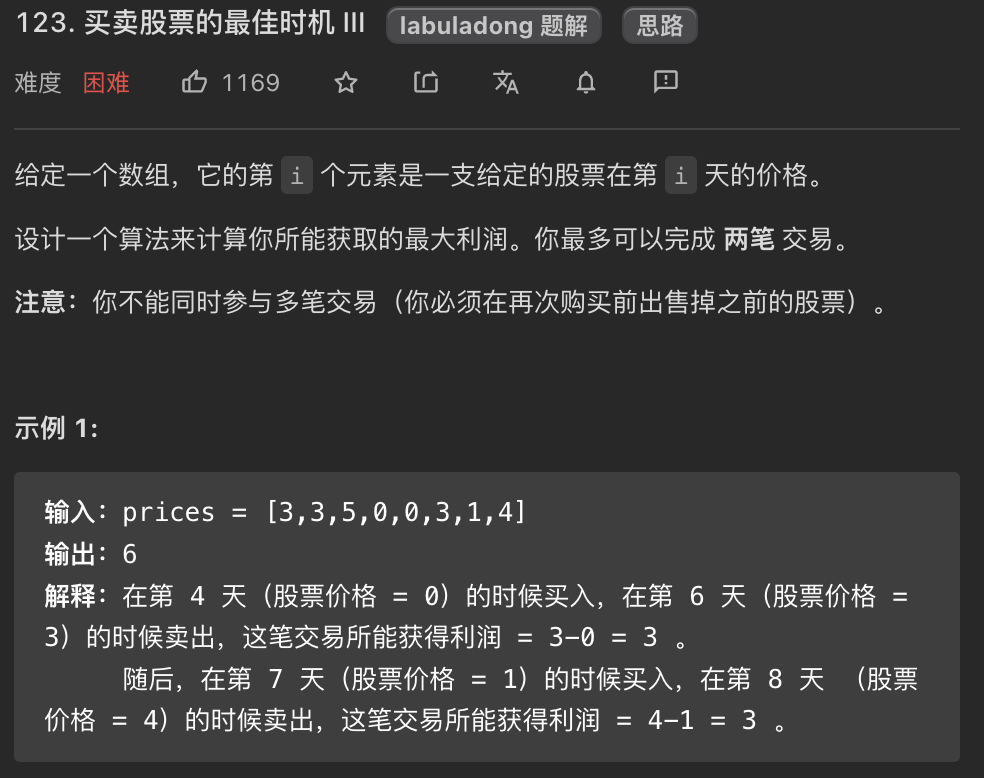 123. 买卖股票的最佳时机 III labuladong 题解 思路
难度 困难 1169
给定一个数组，它的第 i 个元素是一支给定的股票在第 i 天的价格。
设计一个算法来计算你所能获取的最大利润。你最多可以完成 两笔 交易。
注意：你不能同时参与多笔交易（你必须在再次购买前出售掉之前的股票）。
示例 1:
输入：prices = [3,3,5,0,0,3,1,4]
输出：6
解释：在第 4 天（股票价格 = 0）的时候买入，在第 6 天（股票价格 =
3）的时候卖出，这笔交易所能获得利润 = 3-0 = 3 。
随后，在第 7 天（股票价格 = 1）的时候买入，在第 8 天 （股票
价格 = 4）的时候卖出，这笔交易所能获得利润 = 4-1 = 3 。